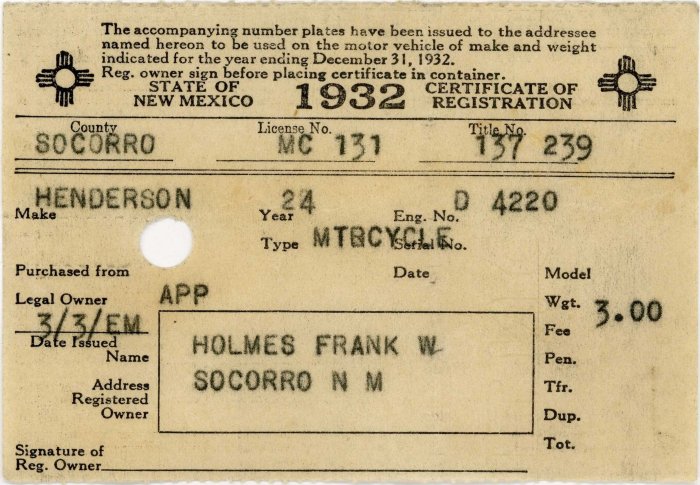 The accompanying number plates have been issued to the addressee
named hereon to be used on the motor vehicle of make and weight
indicated for the year ending December 31, 1932.
Reg. owner sign before placing certificate in container.
STATE OF NEW MEXICO 1932 CERTIFICATE OF REGISTRATION
County License No. Title No.
SOCORRO MC 131 137 239
HENDERSON 24 D 4220
Make Year Eng. No.
Type MTRCYCLE Serial No.
Purchased from Date Model
Legal Owner APP Wgt.
3/3/EM 3.00
Date Issued Fee
Name HOLMES FRANK W Pen.
Address SOCORRO N M Tfr.
Registered
Owner Dup.
Tot.
Signature of
Reg. Owner